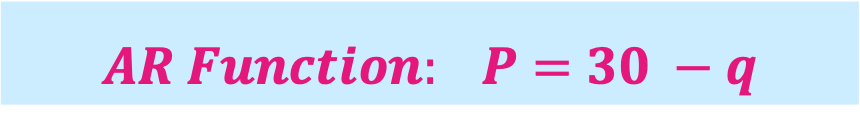 AR Function: P = 30 − q